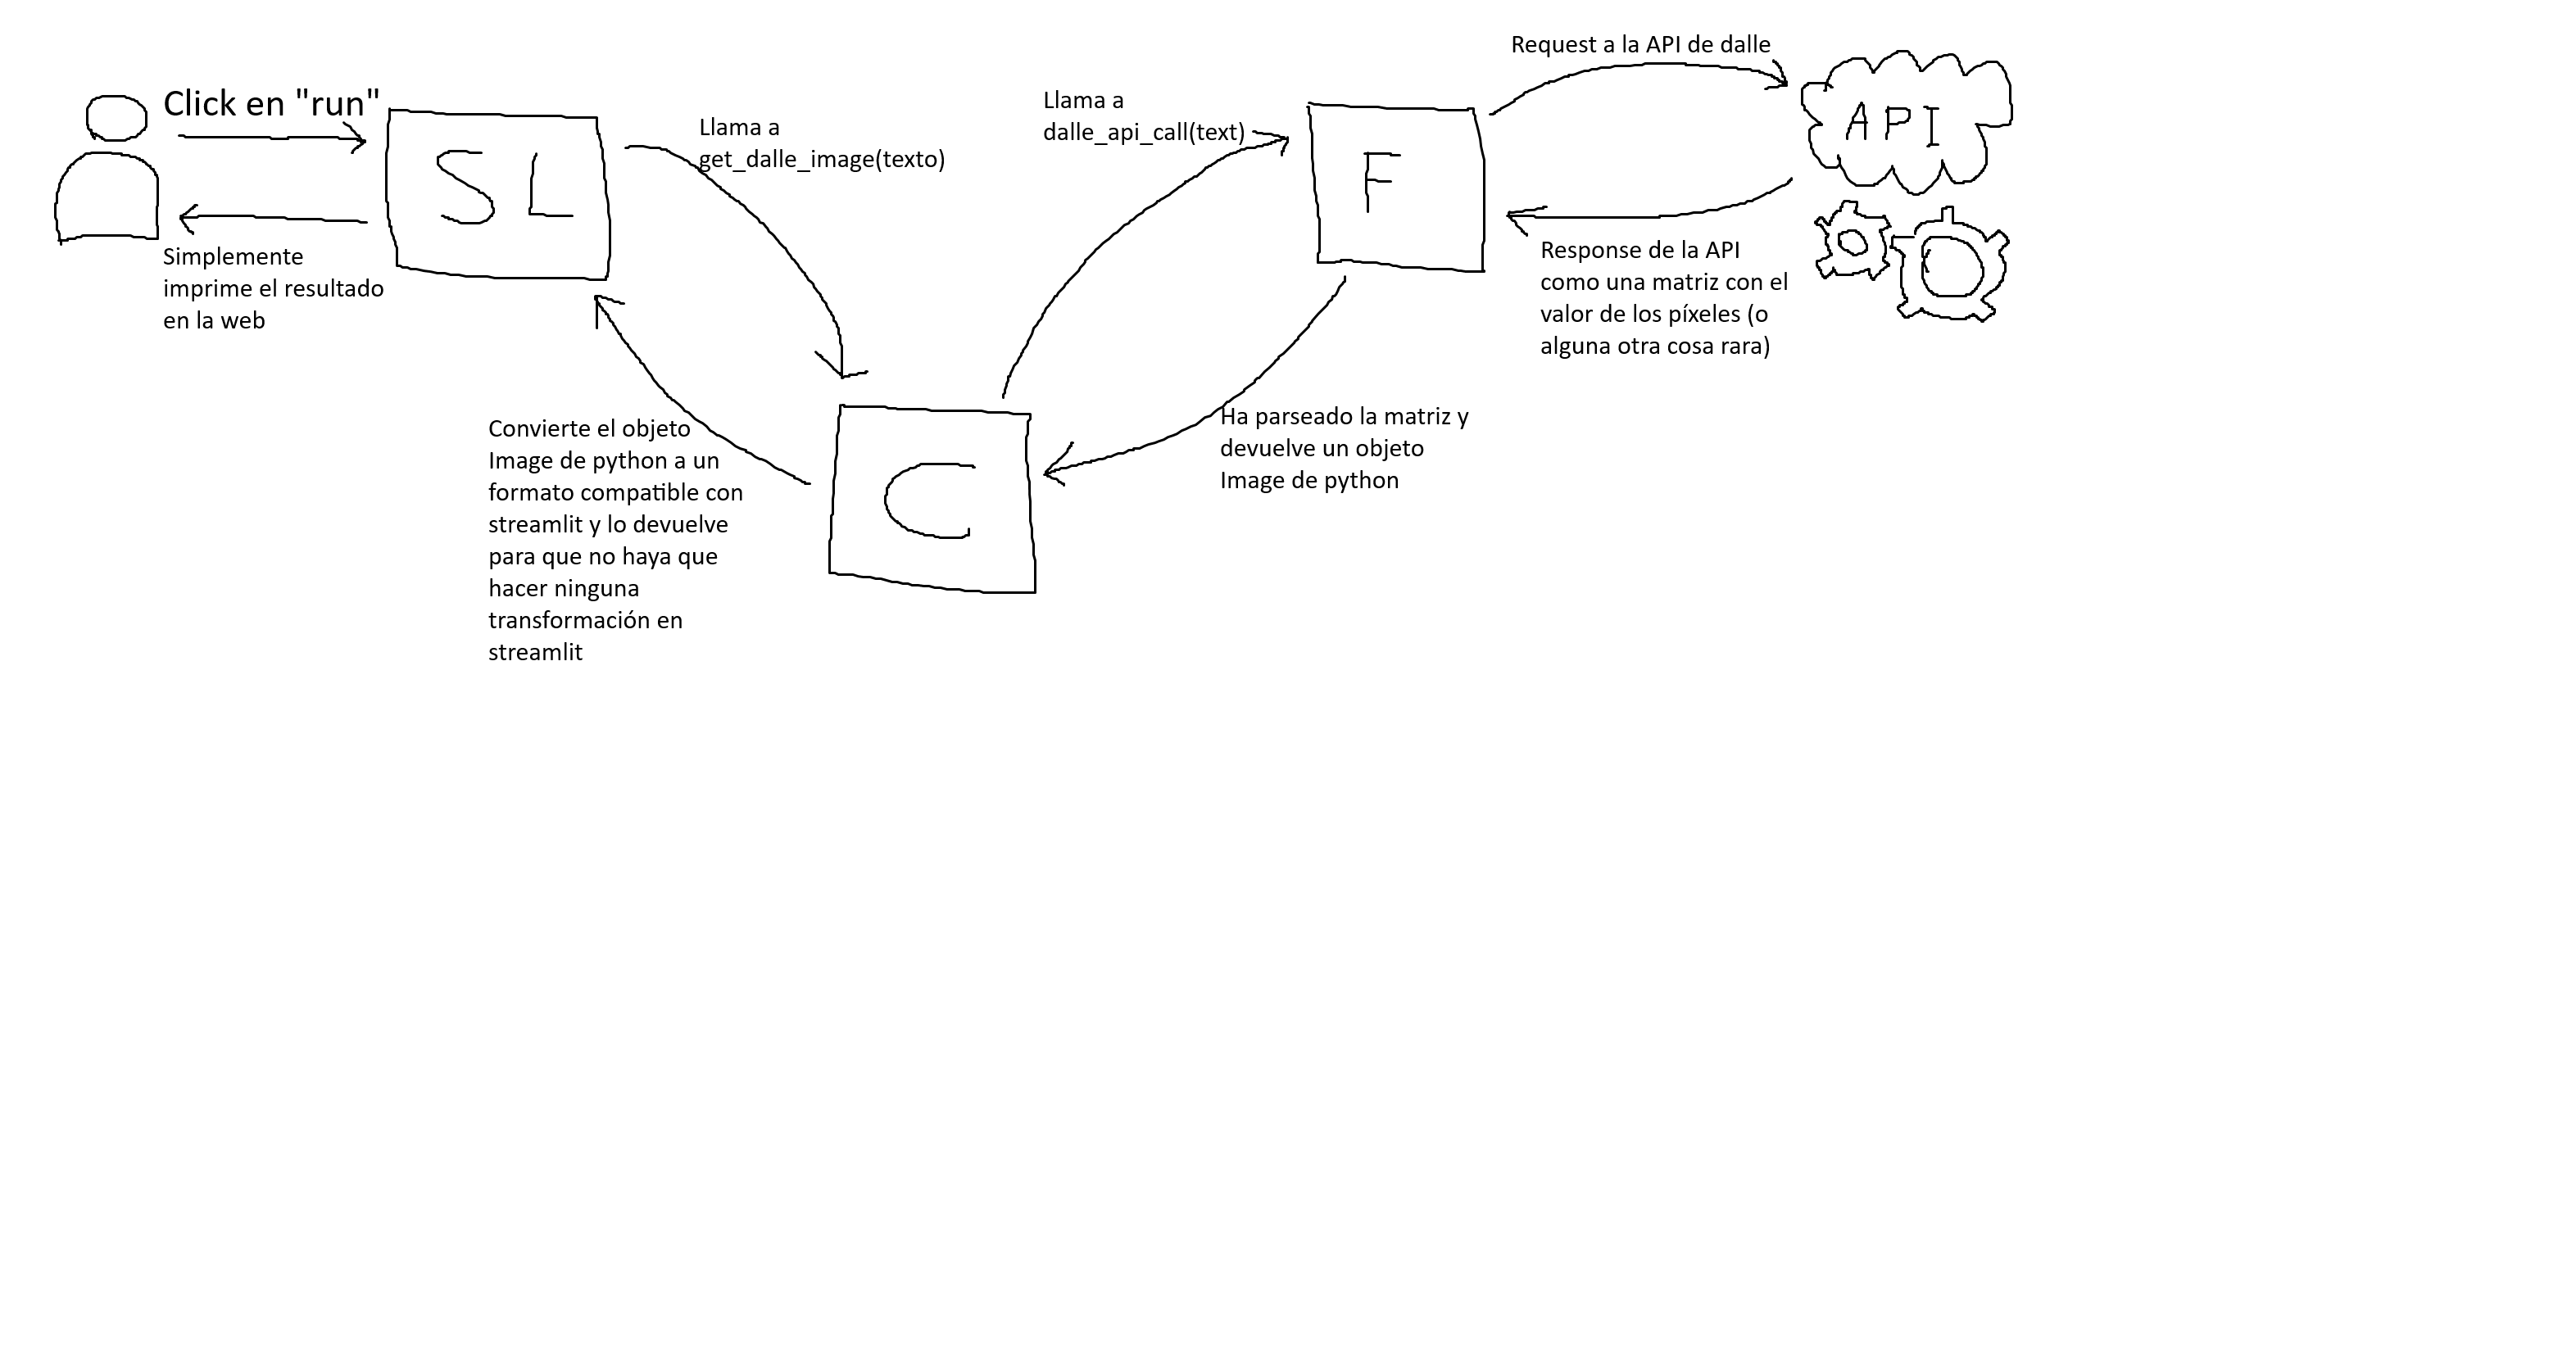 Request a la API de dalle
Click en "run"
Llama a
get_dalle_image(texto)
Llama a
dalle_api_call(text)
SL
F
API
Simplemente
imprime el resultado
en la web
Response de la API
como una matriz con el
valor de los píxeles (o
alguna otra cosa rara)
Convierte el objeto
Image de python a un
formato compatible con
streamlit y lo devuelve
para que no haya que
hacer ninguna
transformación en
streamlit
C
Ha parseado la matriz y
devuelve un objeto
Image de python